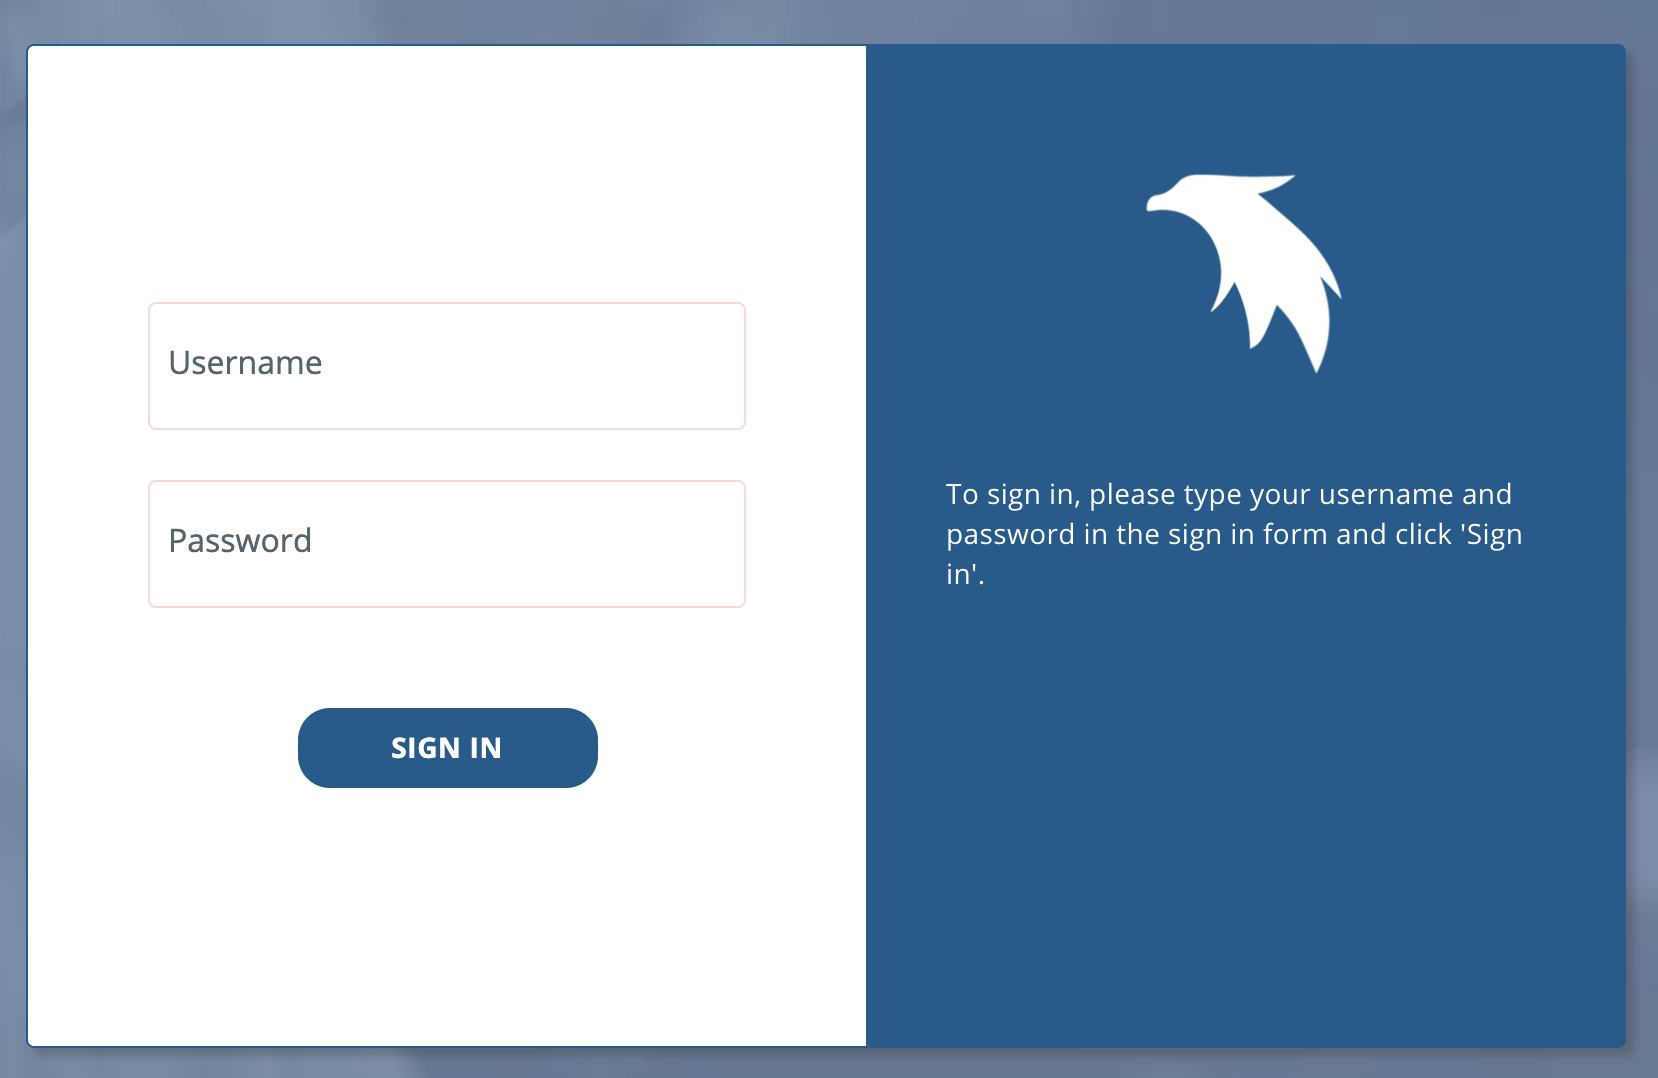 Username
Password
SIGN IN
To sign in, please type your username and
password in the sign in form and click 'Sign
in'.